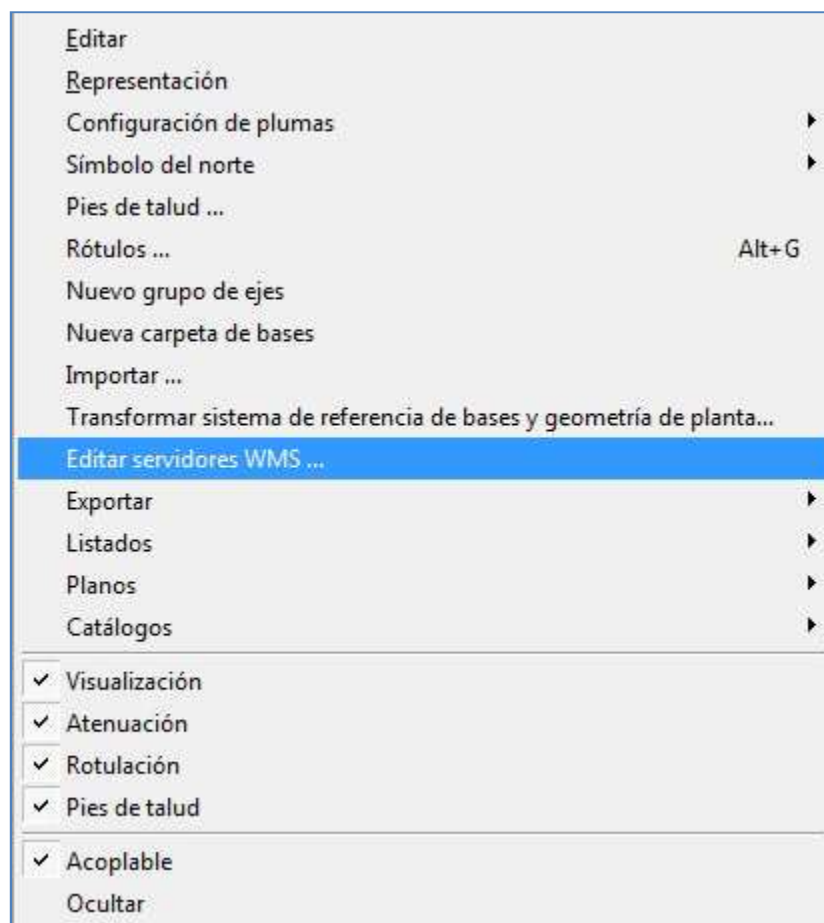 Editar
Representación
Configuración de plumas
Símbolo del norte
Pies de talud ...
Rótulos ... Alt+G
Nuevo grupo de ejes
Nueva carpeta de bases
Importar ...
Transformar sistema de referencia de bases y geometría de planta...
Editar servidores WMS ...
Exportar
Listados
Planos
Catálogos
Visualización
Atenuación
Rotulación
Pies de talud
Acoplable
Ocultar